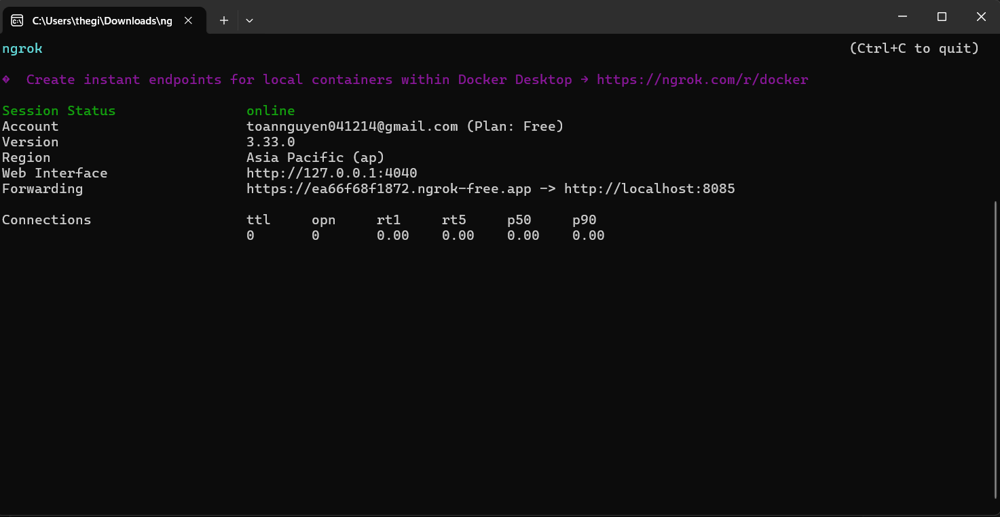 C:\Users\thegi\Downloads\ng
ngrok (Ctrl+C to quit)
� Create instant endpoints for local containers within Docker Desktop → https://ngrok.com/r/docker
Session Status online
Account toannguyen041214@gmail.com (Plan: Free)
Version 3.33.0
Region Asia Pacific (ap)
Web Interface http://127.0.0.1:4040
Forwarding https://ea66f68f1872.ngrok-free.app -> http://localhost:8085
Connections ttl opn rt1 rt5 p50 p90
0 0 0.00 0.00 0.00 0.00